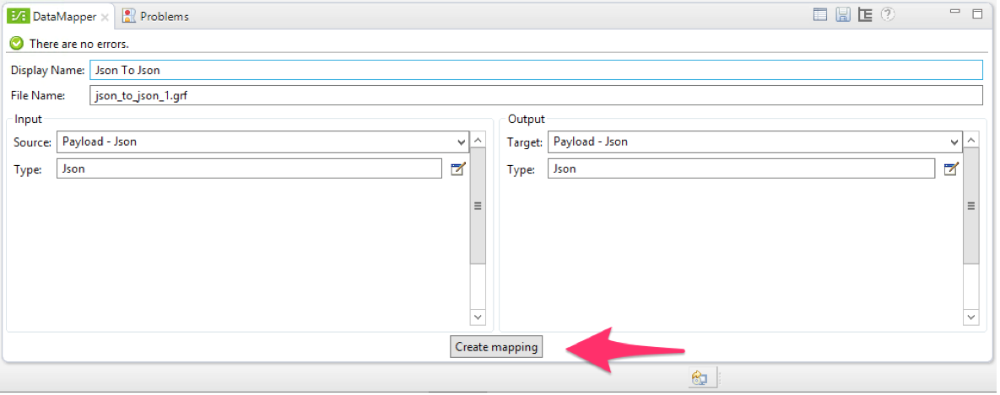 DataMapper Problems
There are no errors.
Display Name: Json To Json
File Name: json_to_json_1.grf
Input
Source: Payload - Json
Type: Json
Output
Target: Payload - Json
Type: Json
Create mapping